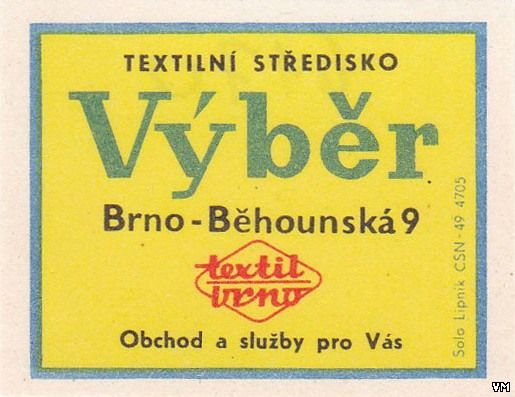 TEXTILNÍ STŘEDISKO
Výběr
Brno-Běhounská 9
textil
brno
Obchod a služby pro Vás
Solo Lipník ČSN-49 4705
VM